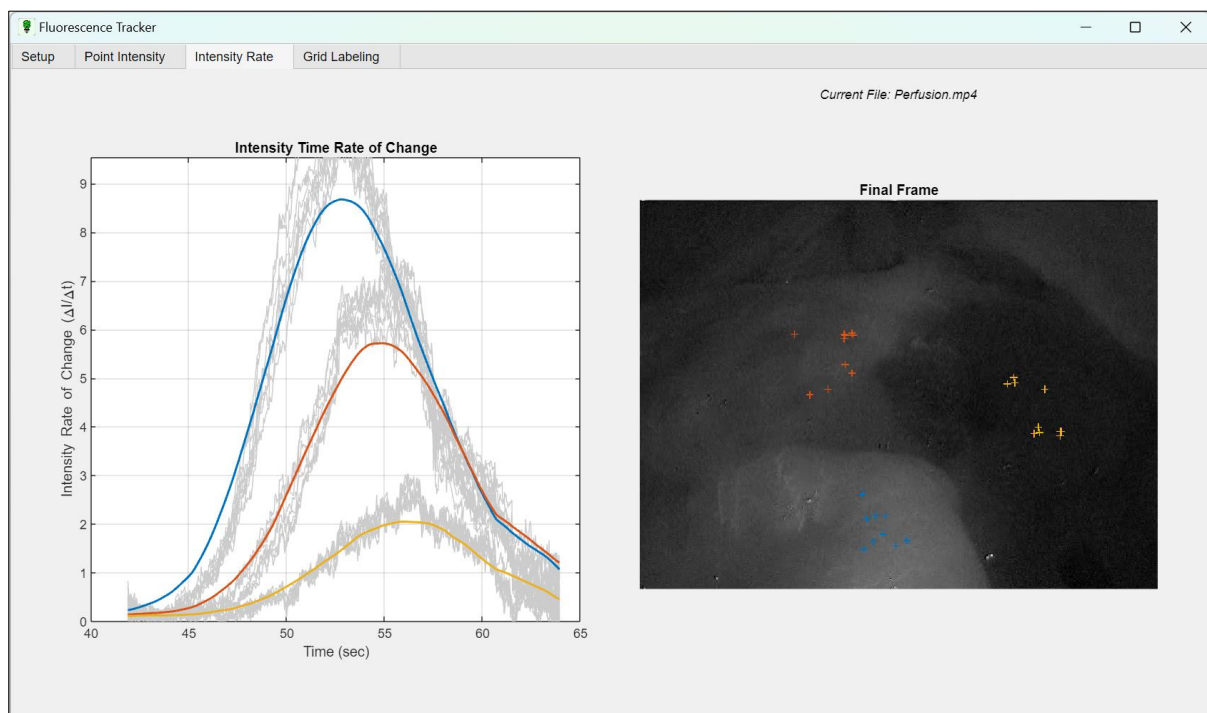 Fluorescence Tracker
Setup
Point Intensity
Intensity Rate
Grid Labeling
Current File: Perfusion.mp4
Intensity Time Rate of Change
9
8
7
6
5
4
3
2
1
0
Intensity Rate of Change (ΔI/Δt)
40
45
50
55
60
65
Time (sec)
Final Frame